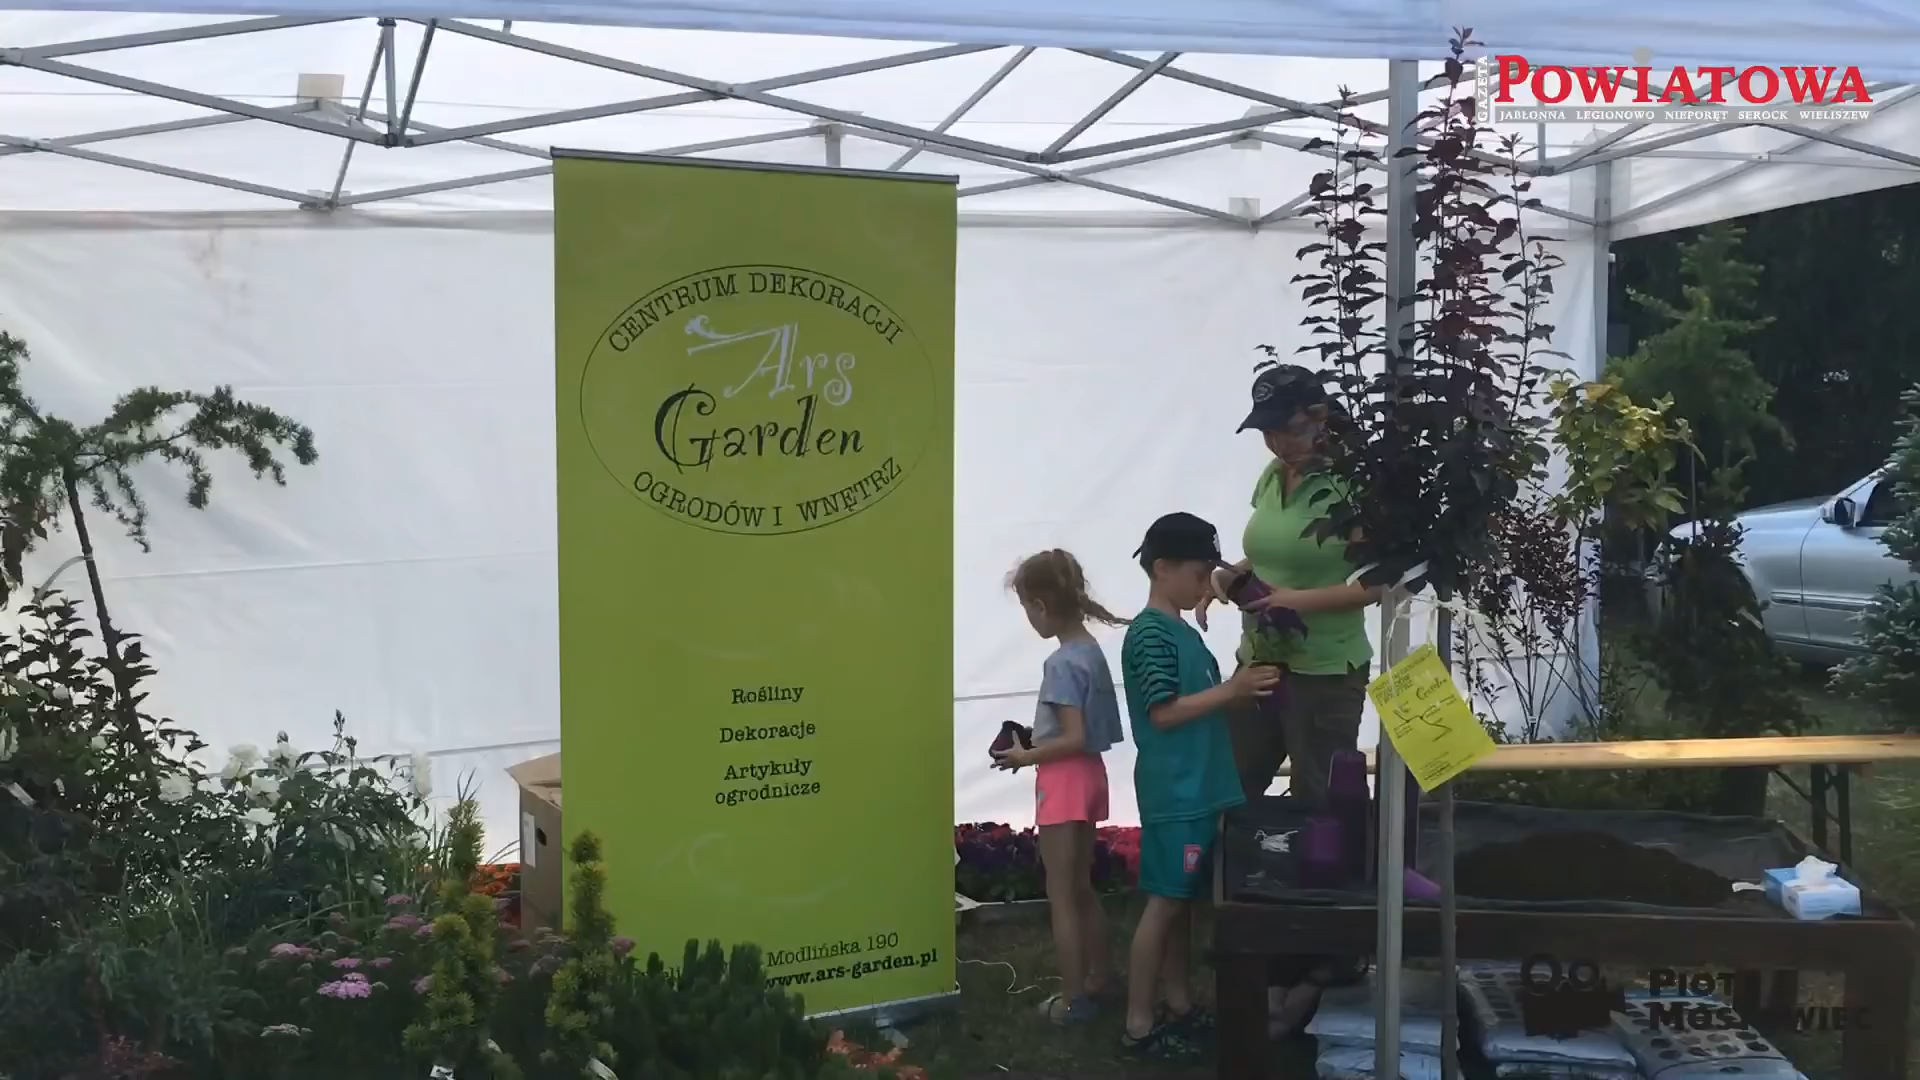 GAZETA
POWIATOWA
JABŁONNA LEGIONOWO NIEPORĘT SEROCK WIELISZEW
CENTRUM DEKORACJI
Ars
Garden
OGRODÓW I WNĘTRZ
Rośliny
Dekoracje
Artykuły
ogrodnicze
Modlińska 190
www.ars-garden.pl
Garden